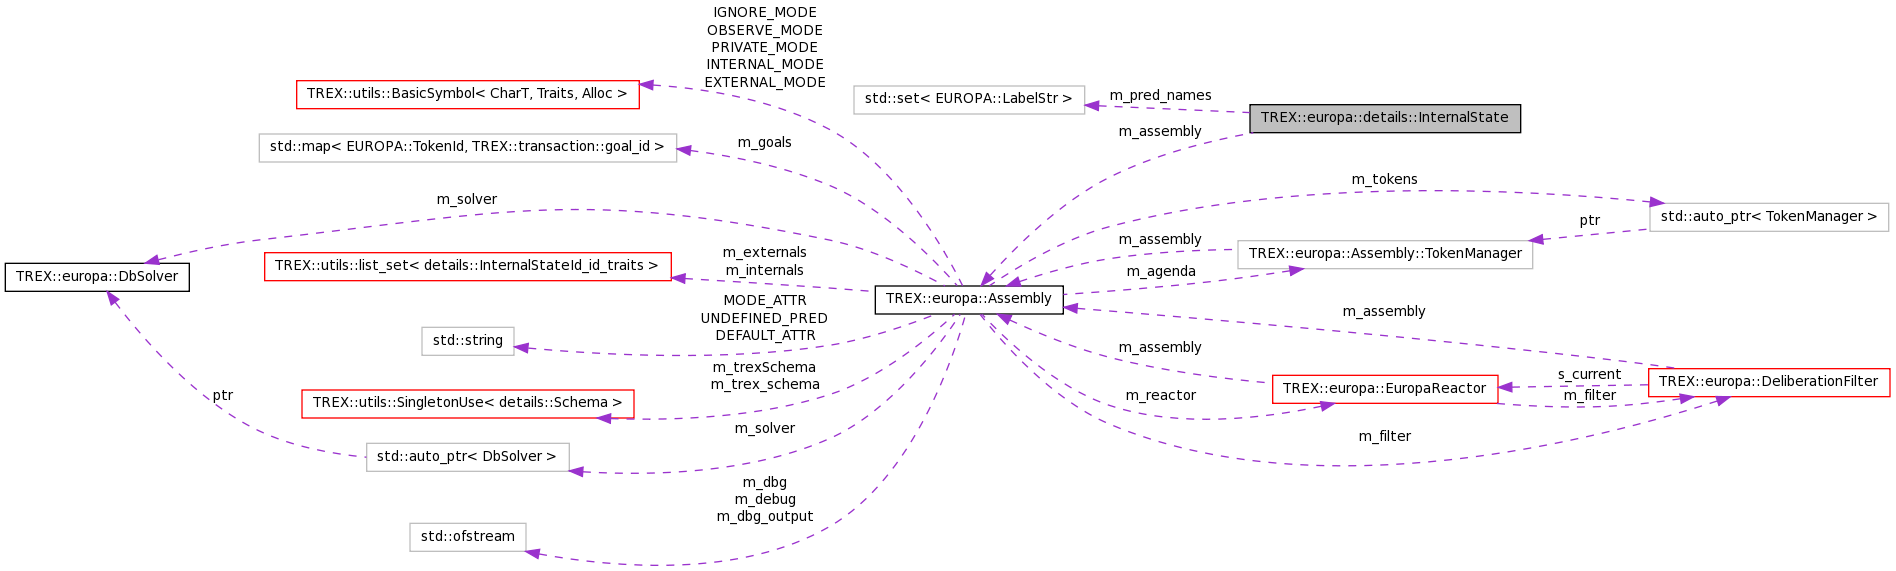 IGNORE_MODE
OBSERVE_MODE
PRIVATE_MODE
INTERNAL_MODE
EXTERNAL_MODE
TREX::utils::BasicSymbol< CharT, Traits, Alloc >
std::set< EUROPA::LabelStr >
m_pred_names
TREX::europa::details::InternalState
m_assembly
std::map< EUROPA::TokenId, TREX::transaction::goal_id >
m_goals
m_tokens
m_solver
std::auto_ptr< TokenManager >
ptr
m_assembly
TREX::europa::Assembly::TokenManager
m_externals
m_internals
TREX::utils::list_set< details::InternalStateId_id_traits >
TREX::europa::DbSolver
m_agenda
TREX::europa::Assembly
MODE_ATTR
UNDEFINED_PRED
DEFAULT_ATTR
m_assembly
std::string
m_assembly
m_trexSchema
m_trex_schema
TREX::utils::SingletonUse< details::Schema >
TREX::europa::EuropaReactor
s_current
m_filter
TREX::europa::DeliberationFilter
m_reactor
ptr
m_solver
m_filter
std::auto_ptr< DbSolver >
m_dbg
m_debug
m_dbg_output
std::ofstream